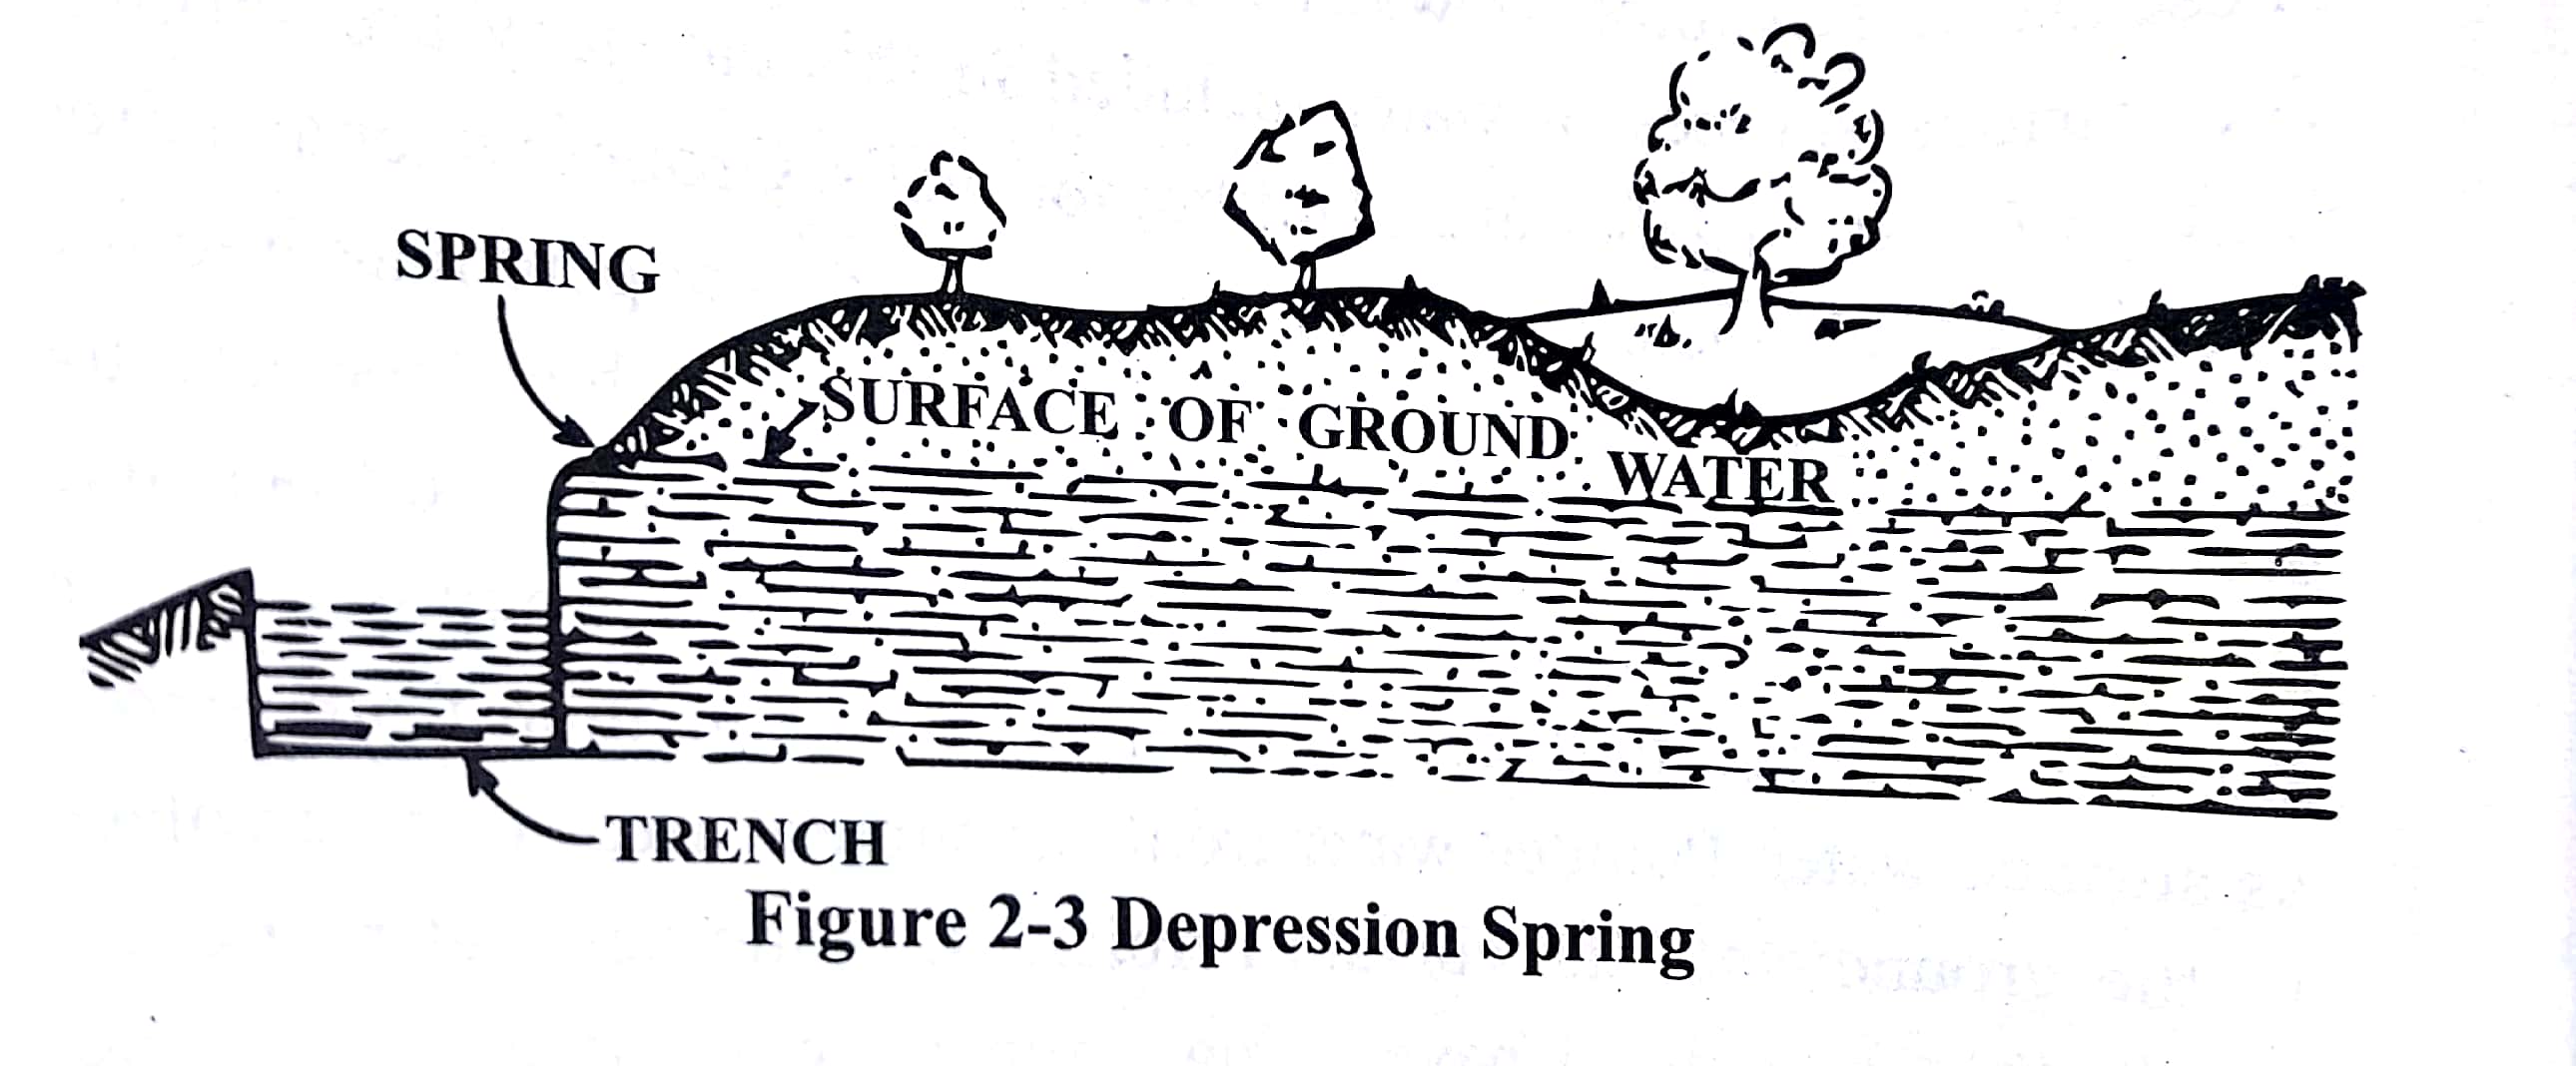 SPRING
SURFACE OF GROUND WATER
TRENCH
Figure 2-3 Depression Spring